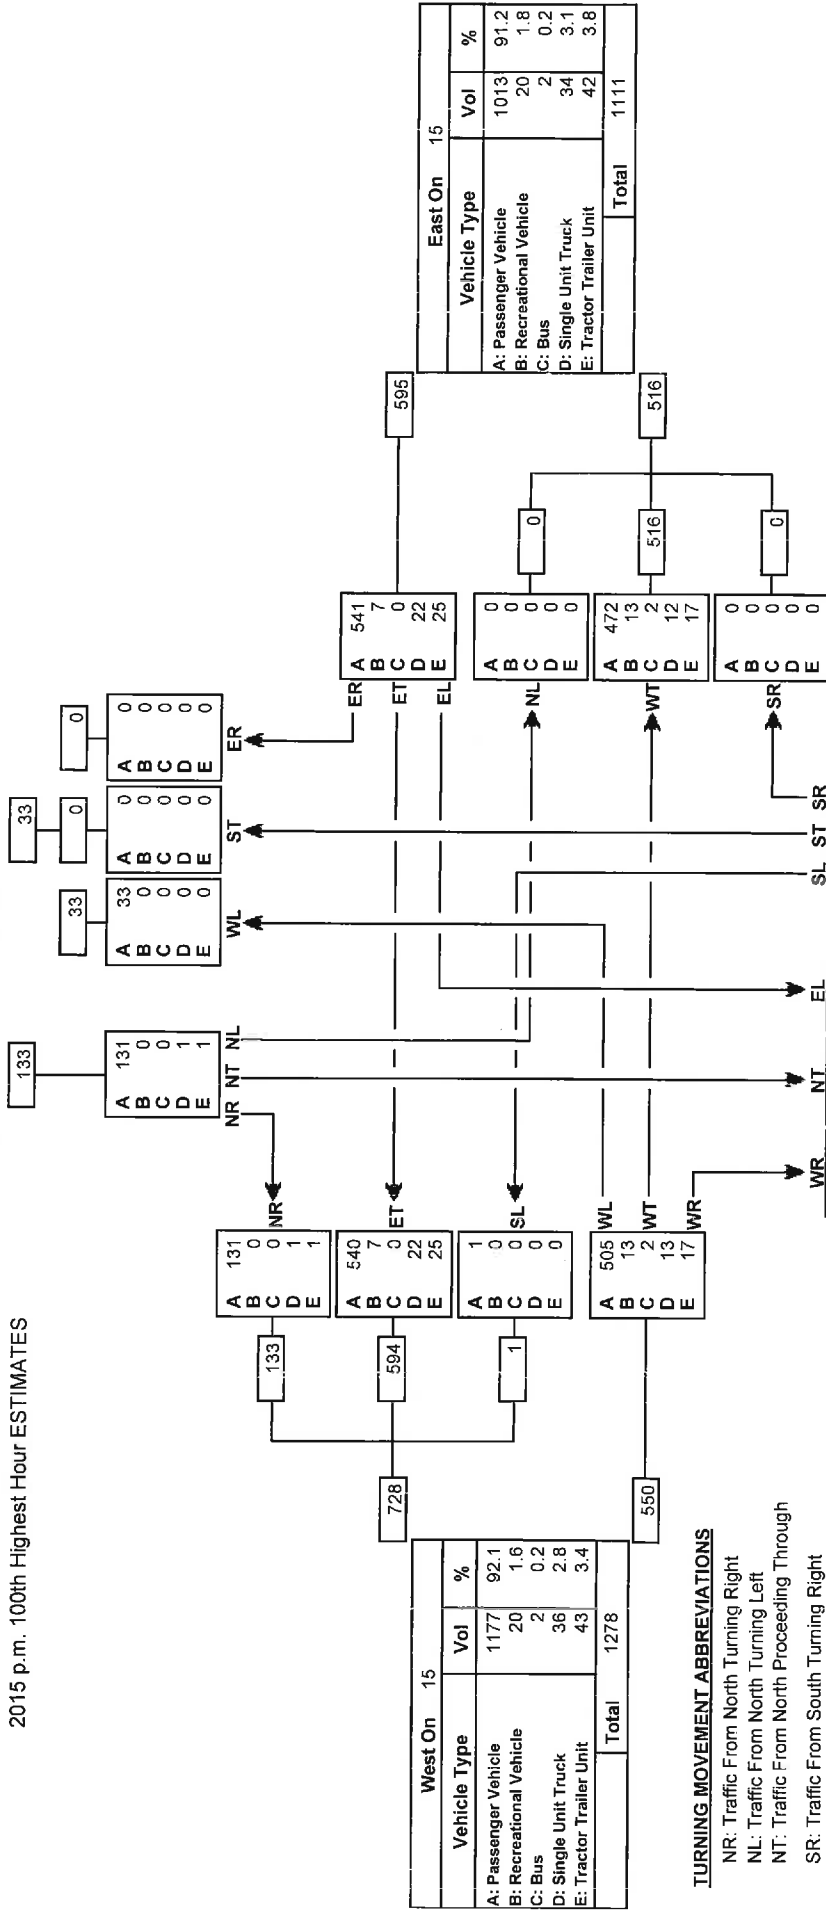 2015 p.m. 100th Highest Hour ESTIMATES
133
A 131
B 0
C 0
D 1
E 1
NR NT NL
33
33
A 33
B 0
C 0
D 0
E 0
WL
0
A 0
B 0
C 0
D 0
E 0
ST
0
A 0
B 0
C 0
D 0
E 0
ER
West On 15
Vehicle Type Vol %
A: Passenger Vehicle 1177 92.1
B: Recreational Vehicle 20 1.6
C: Bus 2 0.2
D: Single Unit Truck 36 2.8
E: Tractor Trailer Unit 43 3.4
Total 1278
728
133
A 131
B 0
C 0
D 1
E 1
NR
594
A 540
B 7
C 0
D 22
E 25
ET
1
A 1
B 0
C 0
D 0
E 0
SL
550
A 505
B 13
C 2
D 13
E 17
WL
WT
WR
ER
ET
EL
A 541
B 7
C 0
D 22
E 25
595
NL
A 0
B 0
C 0
D 0
E 0
0
WT
A 472
B 13
C 2
D 12
E 17
516
516
SR
A 0
B 0
C 0
D 0
E 0
0
East On 15
Vehicle Type Vol %
A: Passenger Vehicle 1013 91.2
B: Recreational Vehicle 20 1.8
C: Bus 2 0.2
D: Single Unit Truck 34 3.1
E: Tractor Trailer Unit 42 3.8
Total 1111
WR NT EL SL ST SR
TURNING MOVEMENT ABBREVIATIONS
NR: Traffic From North Turning Right
NL: Traffic From North Turning Left
NT: Traffic From North Proceeding Through
SR: Traffic From South Turning Right